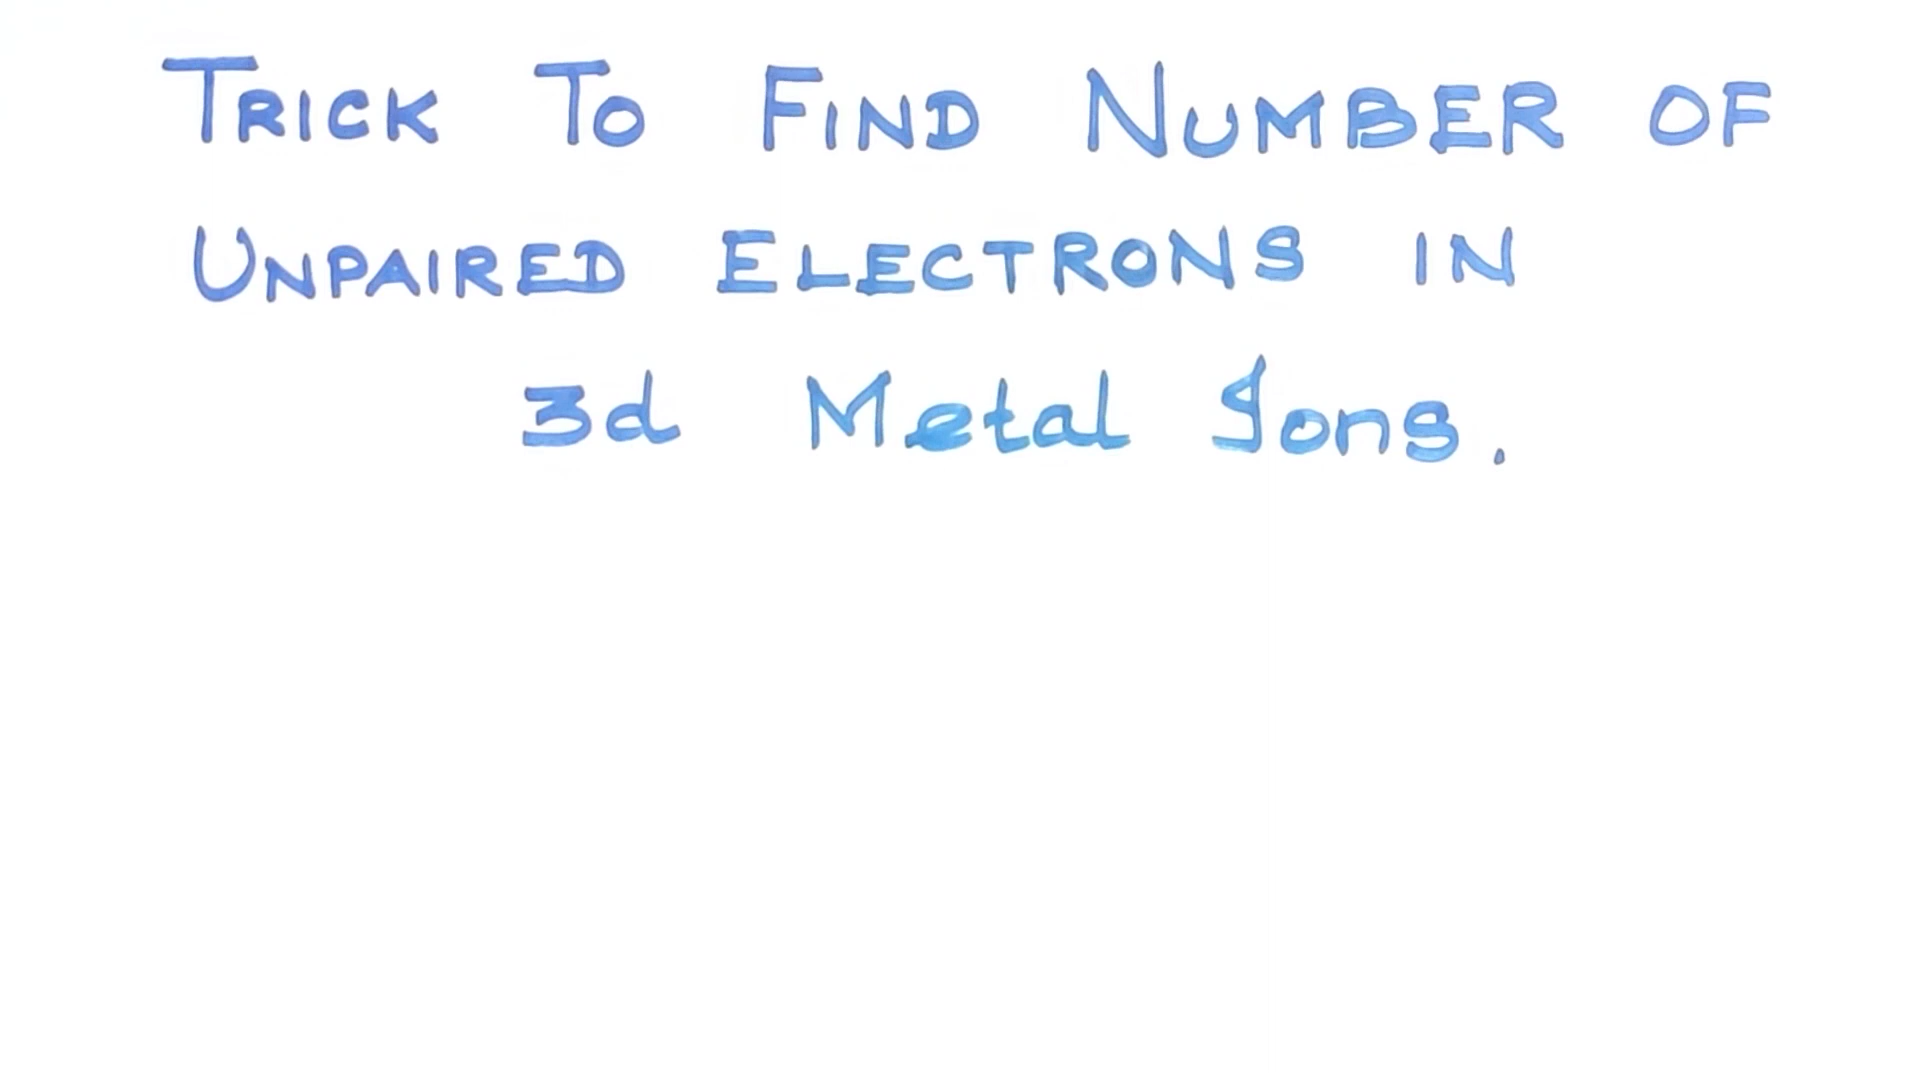 TRICK TO FIND NUMBER OF
UNPAIRED ELECTRONS IN
3d Metal Ions.